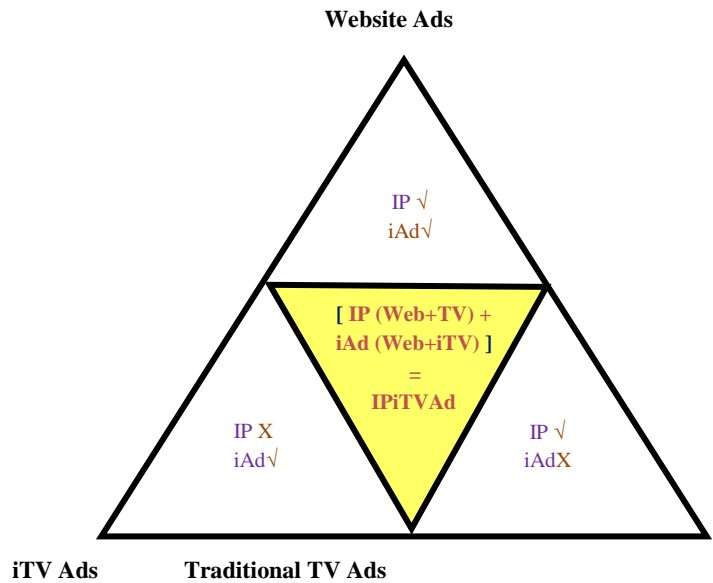 Website Ads
IP √
iAd√
[ IP (Web+TV) +
iAd (Web+iTV) ]
=
IPiTVAd
IP X
iAd√
IP √
iAdX
iTV Ads Traditional TV Ads